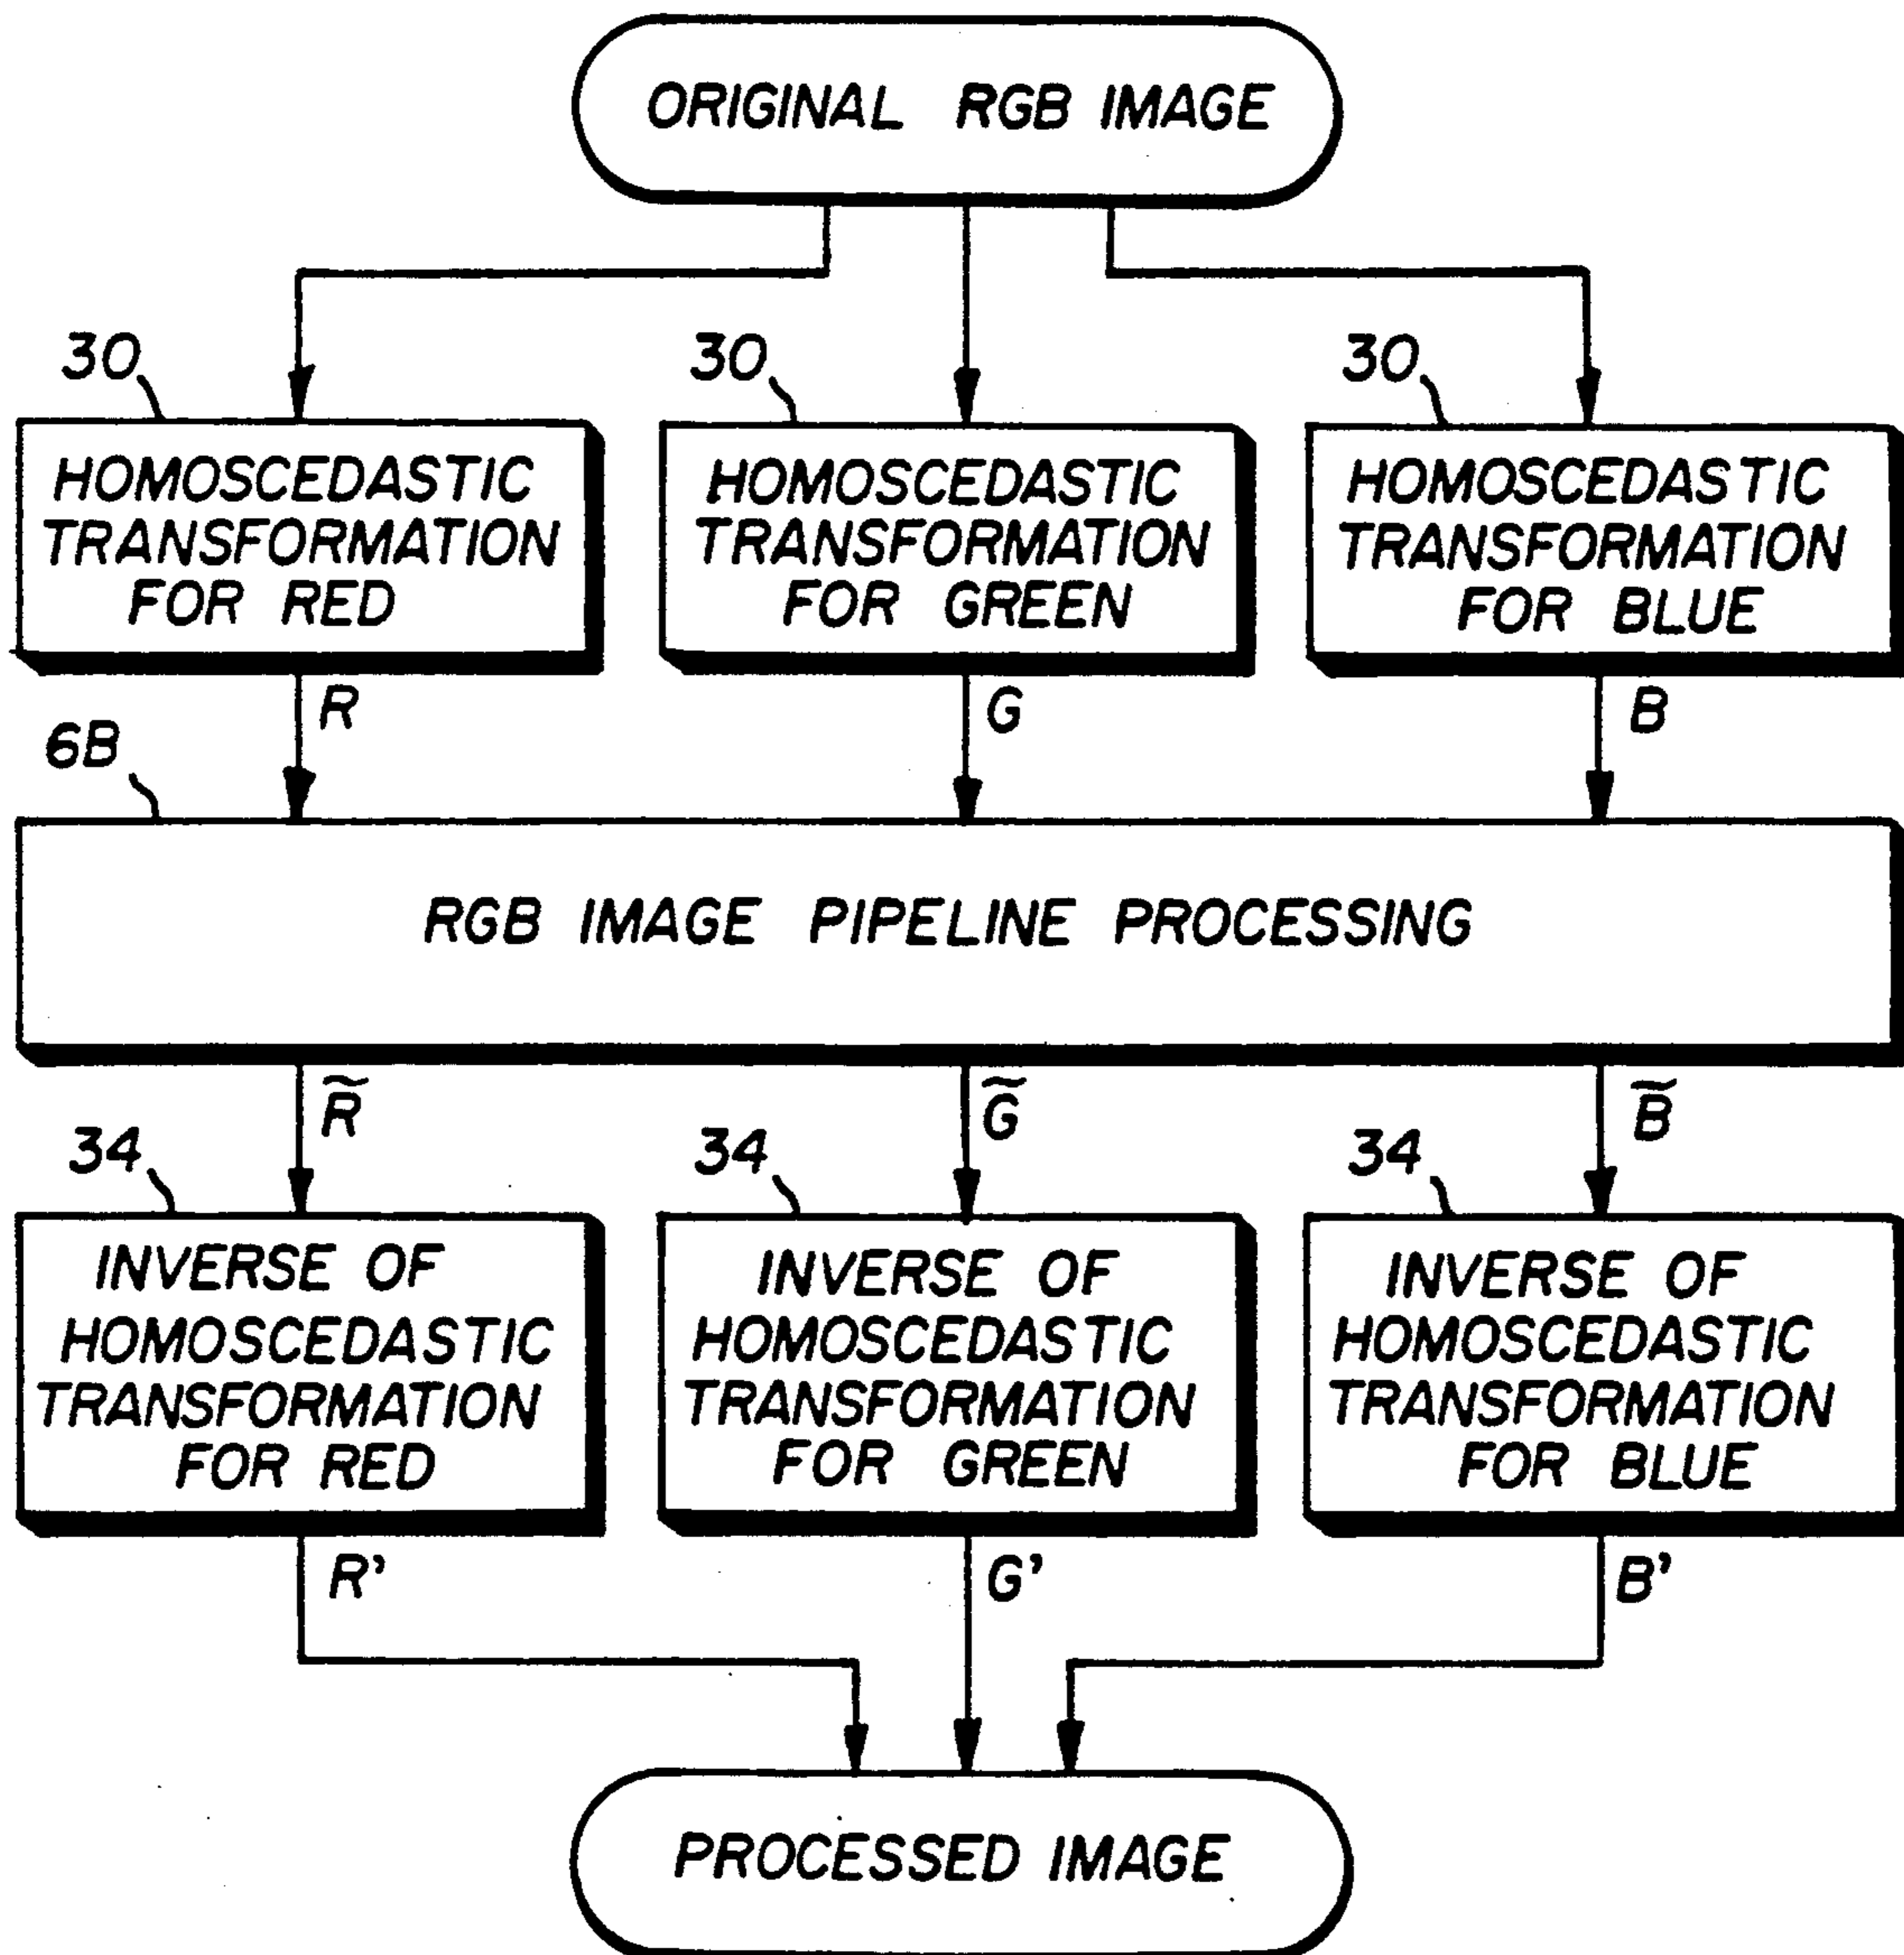 ORIGINAL RGB IMAGE
30
30
30
HOMOSCEDASTIC
TRANSFORMATION
FOR RED
HOMOSCEDASTIC
TRANSFORMATION
FOR GREEN
HOMOSCEDASTIC
TRANSFORMATION
FOR BLUE
R
G
B
6B
RGB IMAGE PIPELINE PROCESSING
R̃
G̃
B̃
34
34
34
INVERSE OF
HOMOSCEDASTIC
TRANSFORMATION
FOR RED
INVERSE OF
HOMOSCEDASTIC
TRANSFORMATION
FOR GREEN
INVERSE OF
HOMOSCEDASTIC
TRANSFORMATION
FOR BLUE
R'
G'
B'
PROCESSED IMAGE